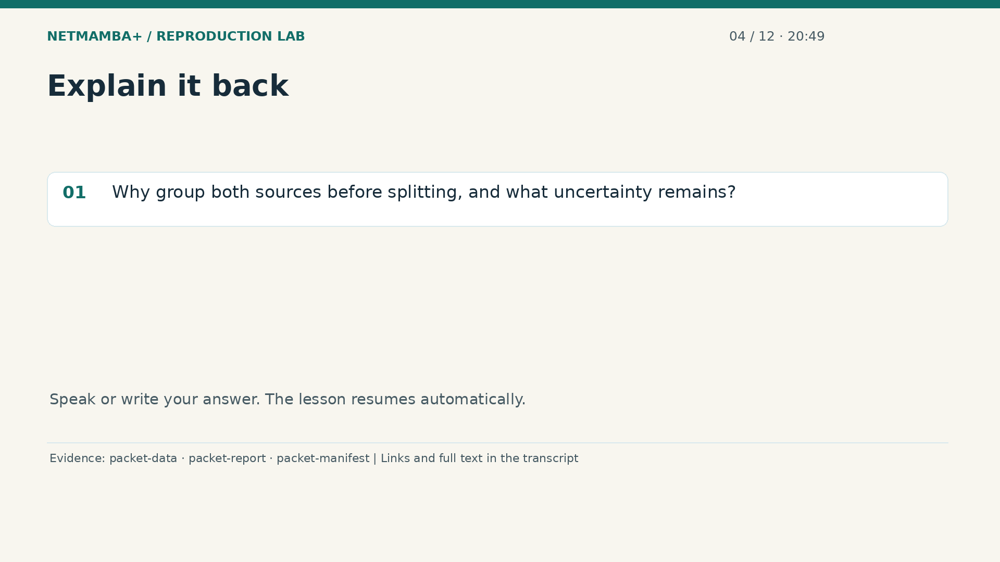 NETMAMBA+ / REPRODUCTION LAB
04 / 12 · 20:49
Explain it back
01 Why group both sources before splitting, and what uncertainty remains?
Speak or write your answer. The lesson resumes automatically.
Evidence: packet-data · packet-report · packet-manifest | Links and full text in the transcript